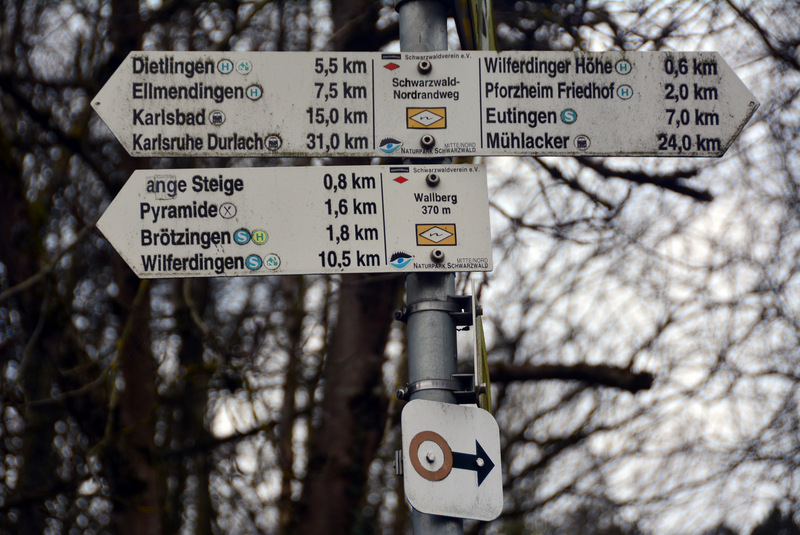 Dietlingen H 5,5 km
Ellmendingen H 7,5 km
Karlsbad 15,0 km
Karlsruhe Durlach 31,0 km
Schwarzwaldverein e.V.
Schwarzwald-
Nordrandweg
MITTE/NORD
NATURPARK SCHWARZWALD
Wilferdinger Höhe H 0,6 km
Pforzheim Friedhof H 2,0 km
Eutingen S 7,0 km
Mühlacker 24,0 km
ange Steige 0,8 km
Pyramide 1,6 km
Brötzingen S H 1,8 km
Wilferdingen S 10,5 km
Schwarzwaldverein e.V.
Wallberg
370 m
MITTE/NORD
NATURPARK SCHWARZWALD